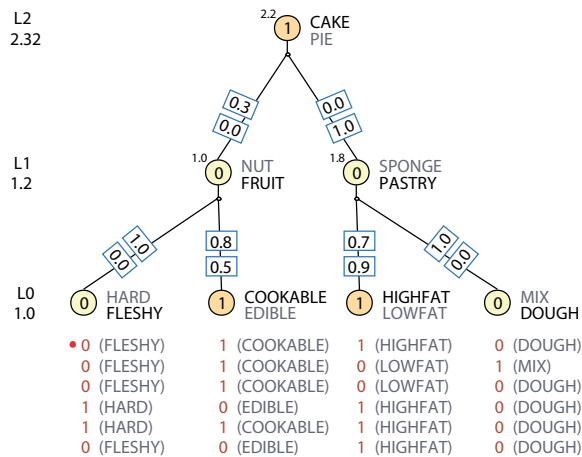 L2
2.32
2.2 1 CAKE
PIE
0.3 0.0
0.0 1.0
L1
1.2
1.0 0 NUT
FRUIT
1.8 0 SPONGE
PASTRY
1.0 0.8 0.7 1.0
0.0 0.5 0.9 0.0
L0
1.0
0 HARD
FLESHY
1 COOKABLE
EDIBLE
1 HIGHFAT
LOWFAT
0 MIX
DOUGH
0 (FLESHY) 1 (COOKABLE) 1 (HIGHFAT) 0 (DOUGH)
0 (FLESHY) 1 (COOKABLE) 0 (LOWFAT) 1 (MIX)
0 (FLESHY) 1 (COOKABLE) 0 (LOWFAT) 0 (DOUGH)
1 (HARD) 0 (EDIBLE) 1 (HIGHFAT) 0 (DOUGH)
1 (HARD) 1 (COOKABLE) 1 (HIGHFAT) 0 (DOUGH)
0 (FLESHY) 0 (EDIBLE) 1 (HIGHFAT) 0 (DOUGH)